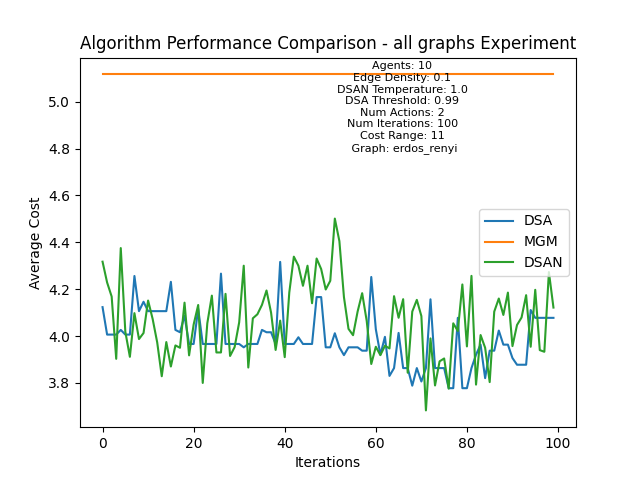 Algorithm Performance Comparison - all graphs Experiment
Agents: 10
Edge Density: 0.1
DSAN Temperature: 1.0
DSA Threshold: 0.99
Num Actions: 2
Num Iterations: 100
Cost Range: 11
Graph: erdos_renyi
DSA
MGM
DSAN
Average Cost
5.0
4.8
4.6
4.4
4.2
4.0
3.8
0 20 40 60 80 100
Iterations